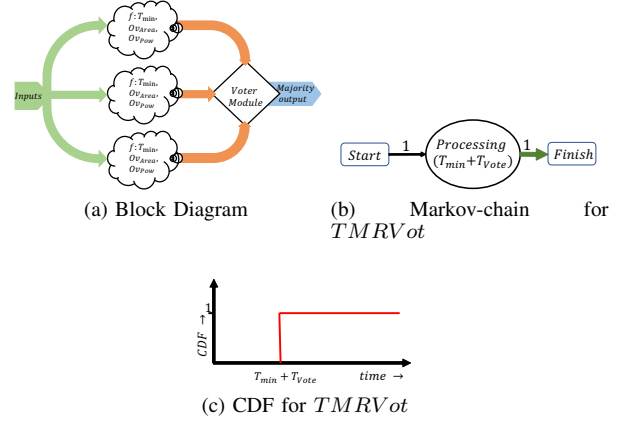 f: T_min,
Ov_Area,
Ov_Pow
Inputs
f: T_min,
Ov_Area,
Ov_Pow
Voter
Module
Majority
output
f: T_min,
Ov_Area,
Ov_Pow
(a) Block Diagram
Start
1
Processing
(T_min+T_Vote)
1
Finish
(b) Markov-chain for
TMRVot
1
CDF →
T_min + T_Vote
time →
(c) CDF for TMRVot